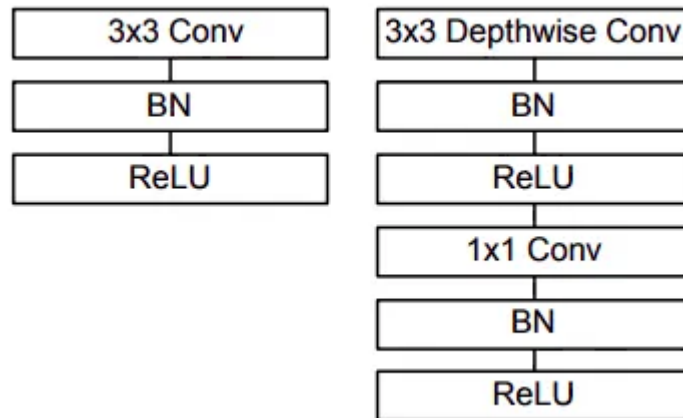 3x3 Conv
BN
ReLU
3x3 Depthwise Conv
BN
ReLU
1x1 Conv
BN
ReLU